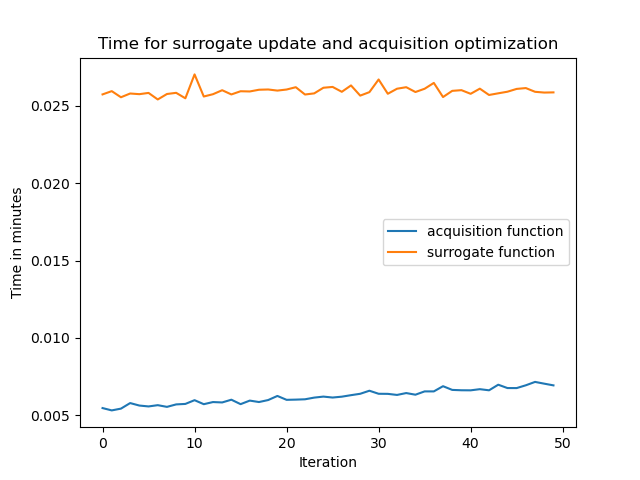 Time for surrogate update and acquisition optimization
Time in minutes
0.025
0.020
0.015
0.010
0.005
acquisition function
surrogate function
0 10 20 30 40 50
Iteration